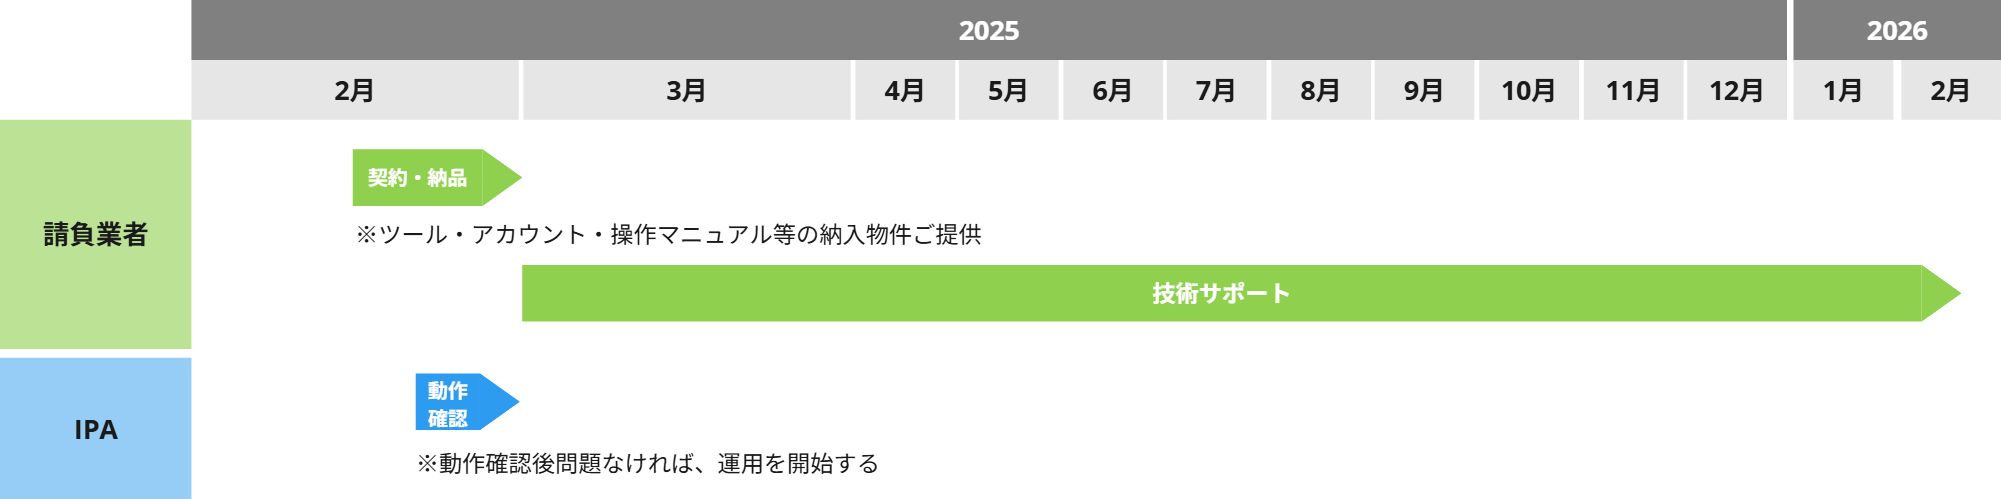 2025
2026
2月
3月
4月
5月
6月
7月
8月
9月
10月
11月
12月
1月
2月
請負業者
契約・納品
※ツール・アカウント・操作マニュアル等の納入物件ご提供
技術サポート
IPA
動作
確認
※動作確認後問題なければ、運用を開始する